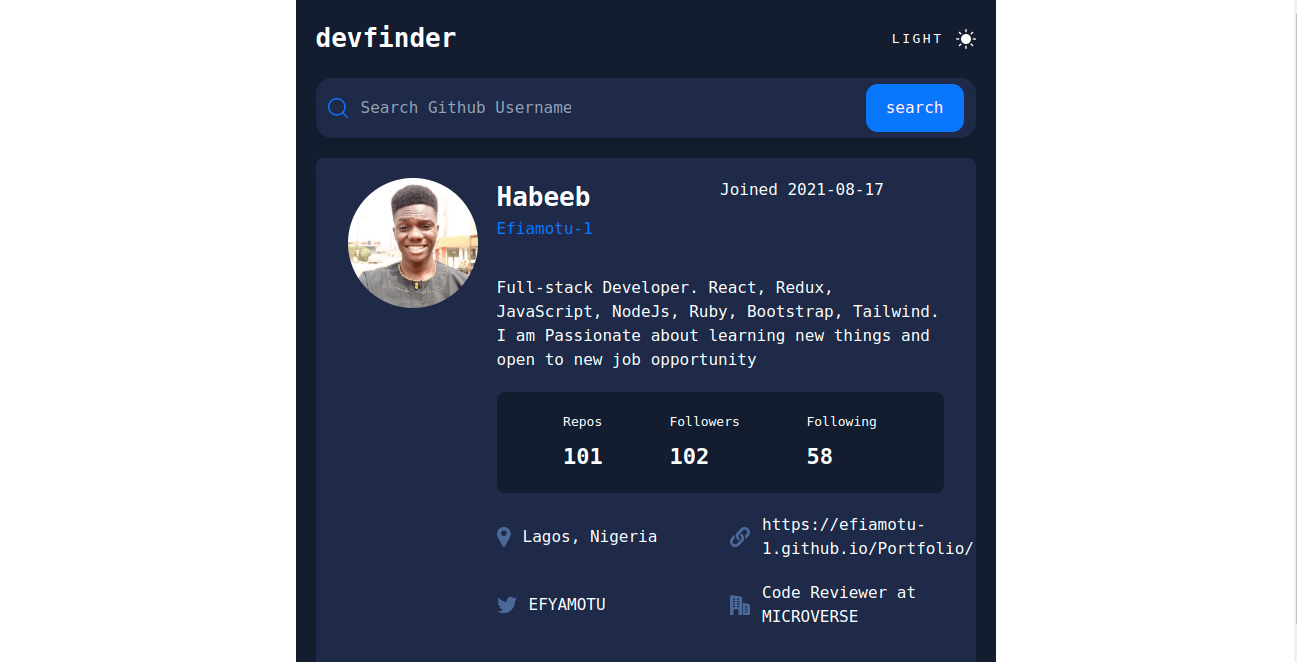 devfinder
LIGHT
Search Github Username
search
Habeeb
Joined 2021-08-17
Efiamotu-1
Full-stack Developer. React, Redux,
JavaScript, NodeJs, Ruby, Bootstrap, Tailwind.
I am Passionate about learning new things and
open to new job opportunity
Repos
Followers
Following
101
102
58
Lagos, Nigeria
https://efiamotu-
1.github.io/Portfolio/
EFYAMOTU
Code Reviewer at
MICROVERSE